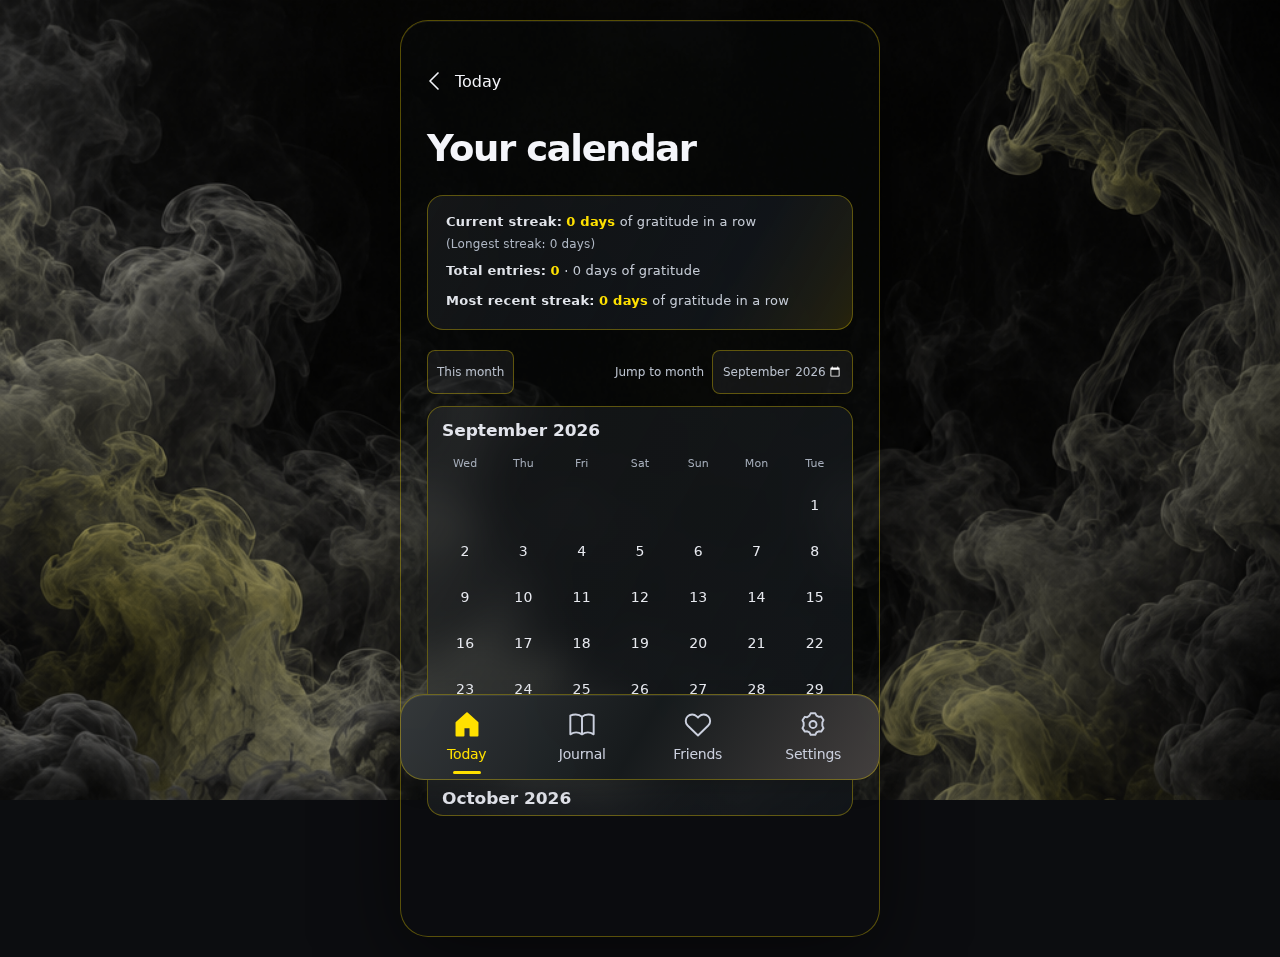 Today
Your calendar
Current streak: 0 days of gratitude in a row
(Longest streak: 0 days)
Total entries: 0 · 0 days of gratitude
Most recent streak: 0 days of gratitude in a row
This month
Jump to month
September 2026
September 2026
Wed Thu Fri Sat Sun Mon Tue
1
2 3 4 5 6 7 8
9 10 11 12 13 14 15
16 17 18 19 20 21 22
23 24 25 26 27 28 29
Today Journal Friends Settings
October 2026